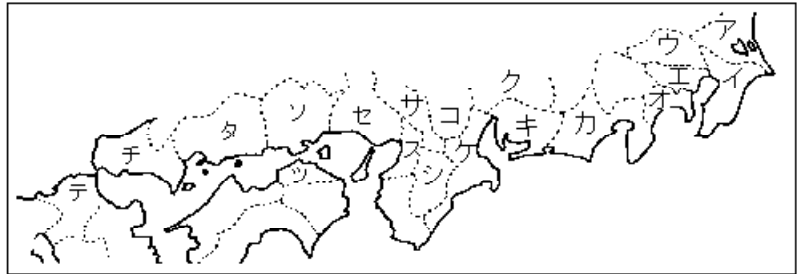 ア
ウ
イ
エ
オ
ク
カ
キ
コ
サ
ケ
セ
ス
シ
ソ
タ
ツ
チ
テ